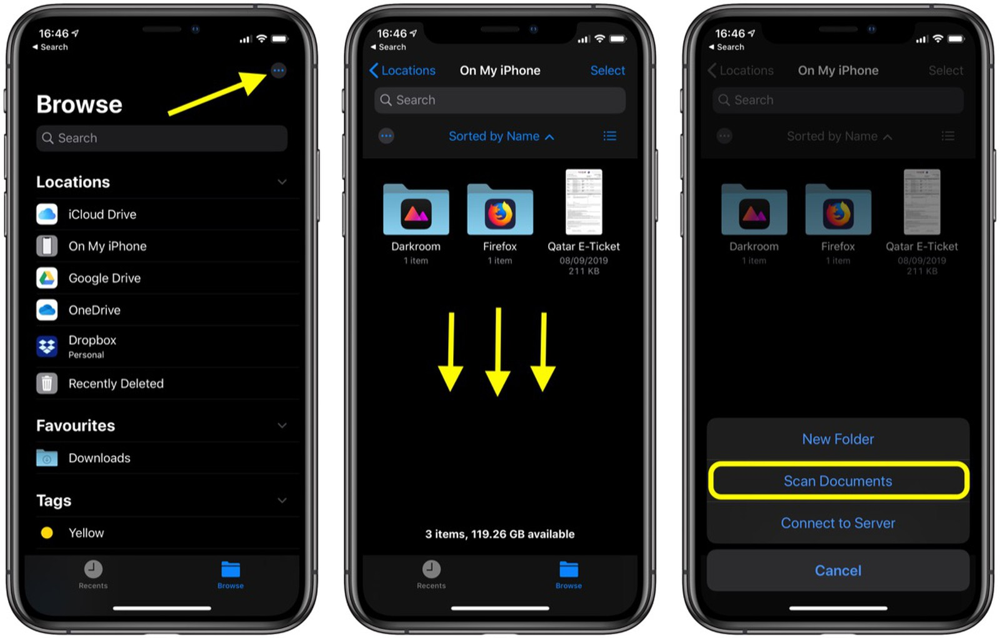 16:46
◀ Search
Browse
Search
Locations
iCloud Drive
On My iPhone
Google Drive
OneDrive
Dropbox
Personal
Recently Deleted
Favourites
Downloads
Tags
Yellow
Recents
Browse
16:46
◀ Search
Locations
On My iPhone
Select
Search
Sorted by Name
Darkroom
1 item
Firefox
1 item
Qatar E-Ticket
08/09/2019
211 KB
3 items, 119.26 GB available
Recents
Browse
16:46
◀ Search
Locations
On My iPhone
Select
Search
Sorted by Name
Darkroom
1 item
Firefox
1 item
Qatar E-Ticket
08/09/2019
211 KB
New Folder
Scan Documents
Connect to Server
Cancel